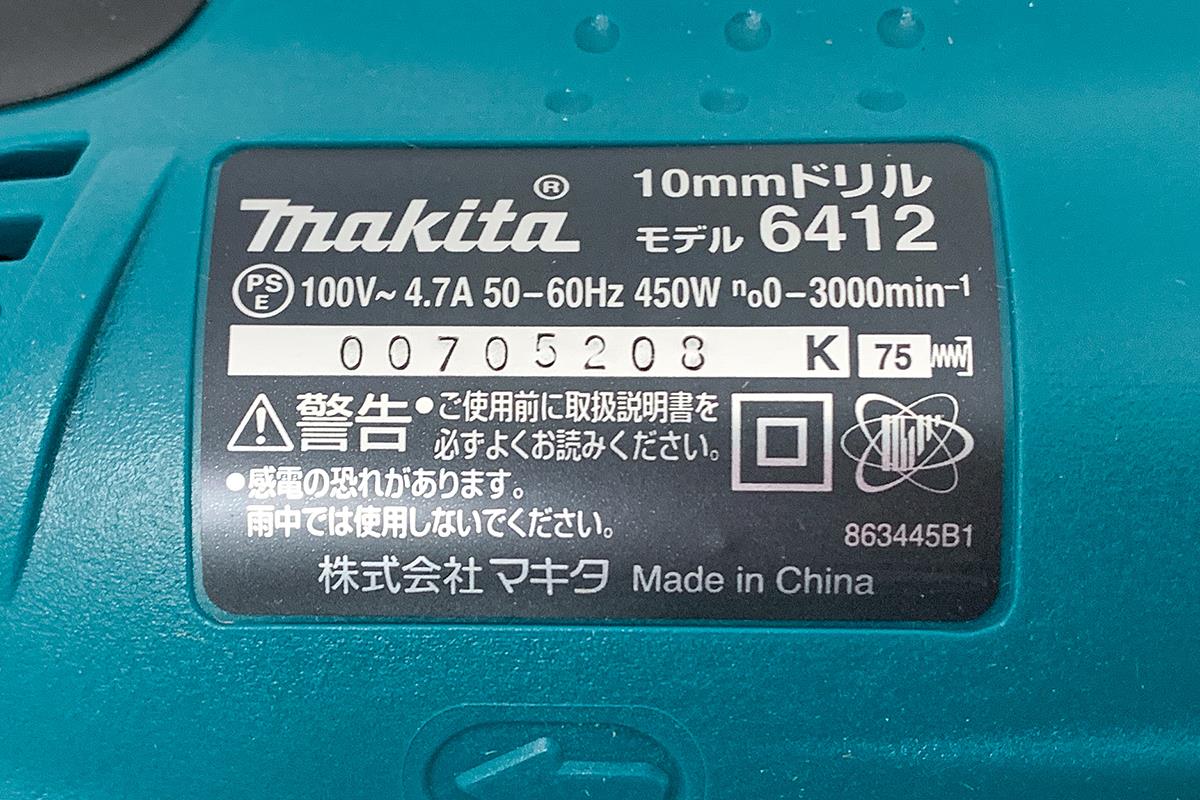 makita®
10mmドリル
モデル 6412
PSE 100V~ 4.7A 50-60Hz 450W n₀0-3000min⁻¹
00705208 K 75
警告 ●ご使用前に取扱説明書を
必ずよくお読みください。
●感電の恐れがあります。
雨中では使用しないでください。
863445B1
株式会社マキタ Made in China